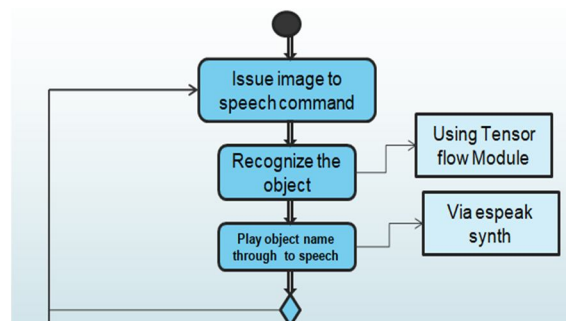 Issue image to
speech command
Recognize the
object
Using Tensor
flow Module
Play object name
through to speech
Via espeak
synth